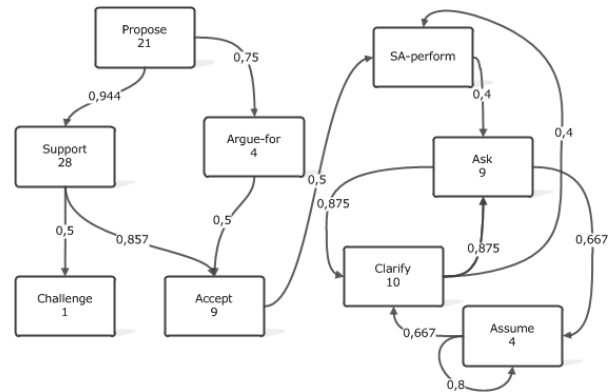 Propose
21
SA-perform
0,75
0,944
0,4
Argue-for
4
Support
28
0,4
Ask
9
0,5
0,875
0,5
0,5
0,857
0,875
0,667
Clarify
10
Challenge
1
Accept
9
Assume
4
0,667
0,8